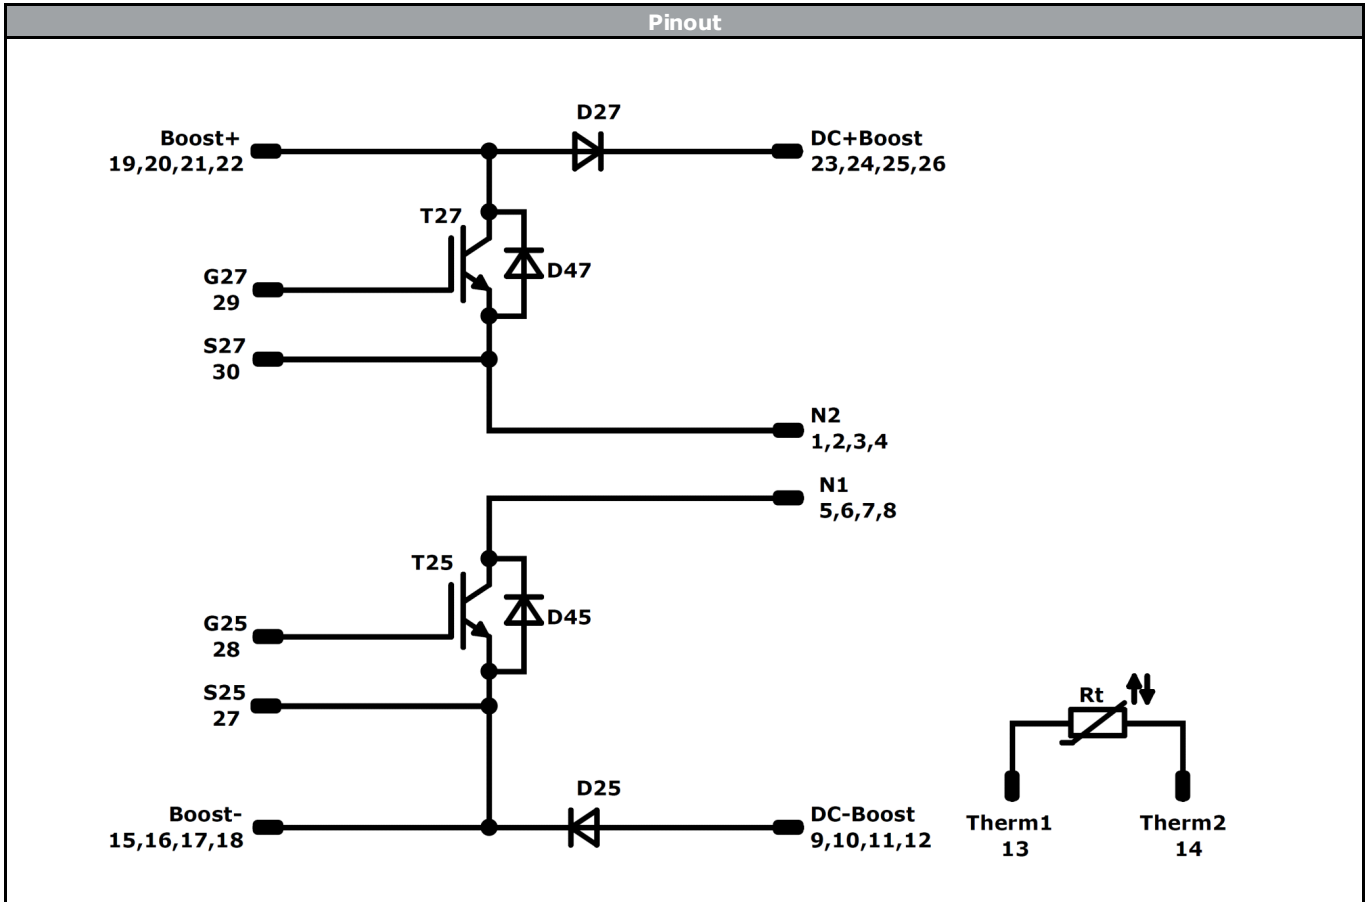 Pinout
D27
Boost+
19,20,21,22
DC+Boost
23,24,25,26
T27
D47
G27
29
S27
30
N2
1,2,3,4
N1
5,6,7,8
T25
D45
G25
28
S25
27
Rt
D25
Boost-
15,16,17,18
DC-Boost
9,10,11,12
Therm1
13
Therm2
14